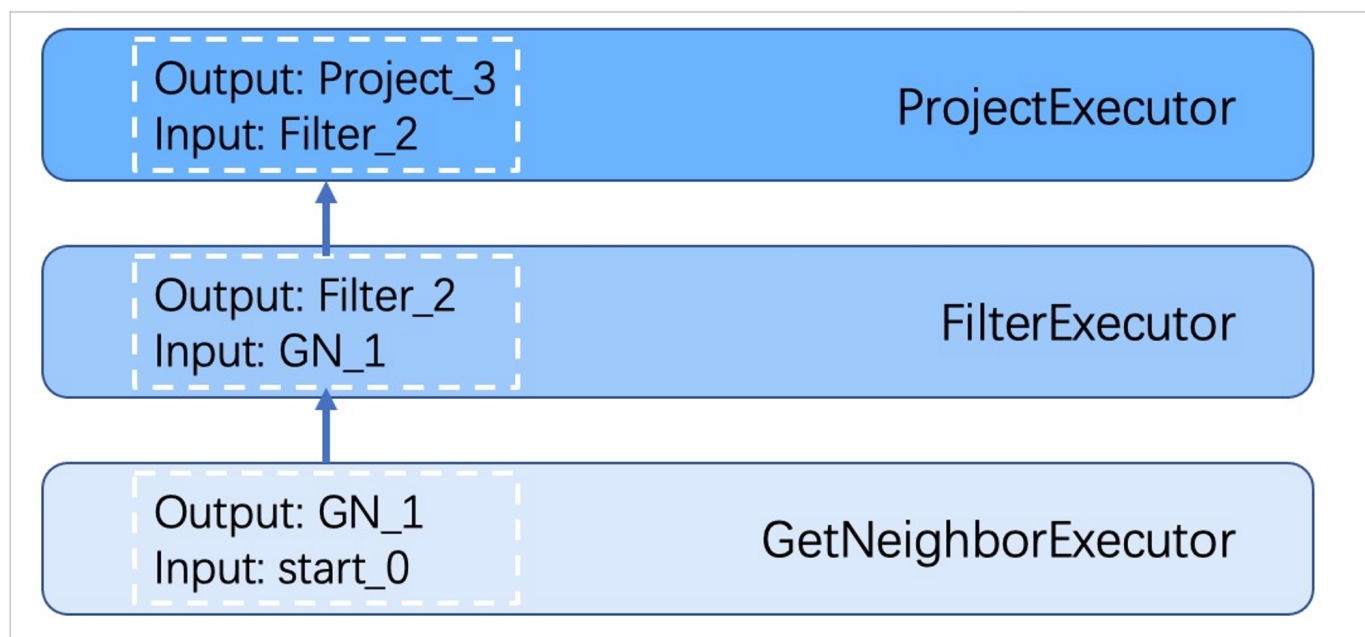 Output: Project_3
Input: Filter_2
ProjectExecutor
Output: Filter_2
Input: GN_1
FilterExecutor
Output: GN_1
Input: start_0
GetNeighborExecutor